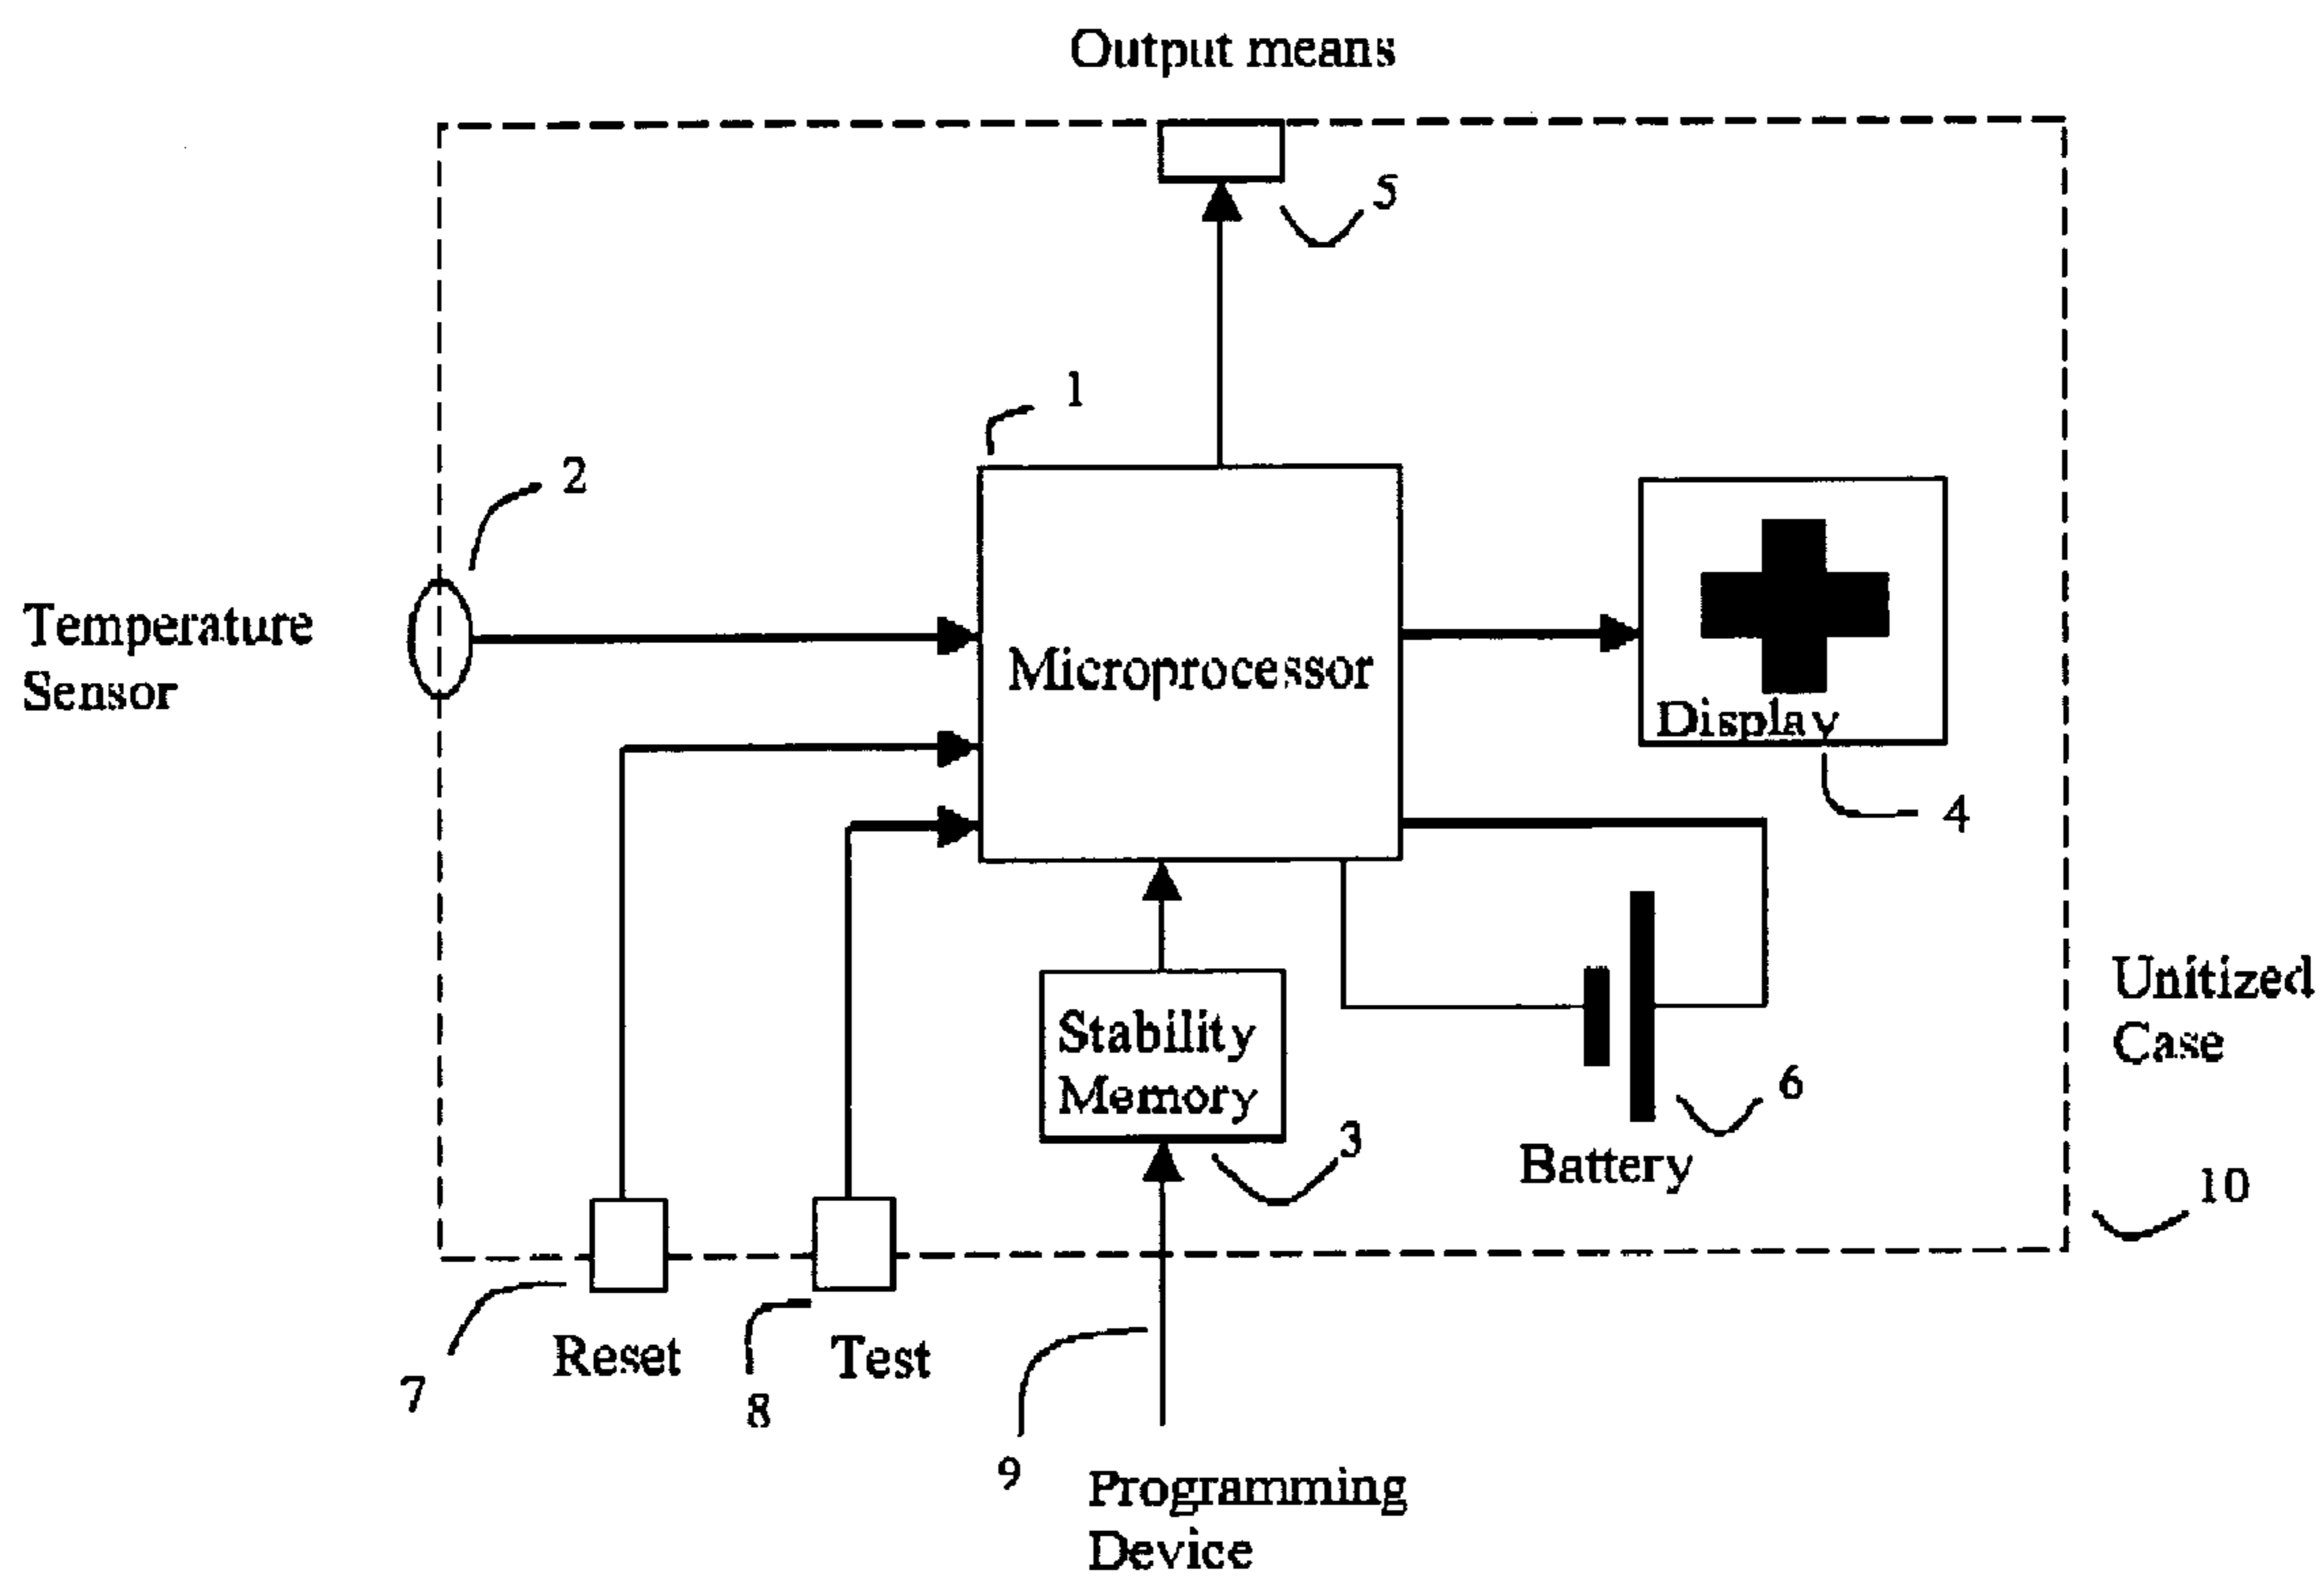 Output means
5
1
2
Temperature
Sensor
Microprocessor
Display
4
Stability
Memory
3
Battery
6
Unitized
Case
10
7
Reset
8
Test
9
Programming
Device